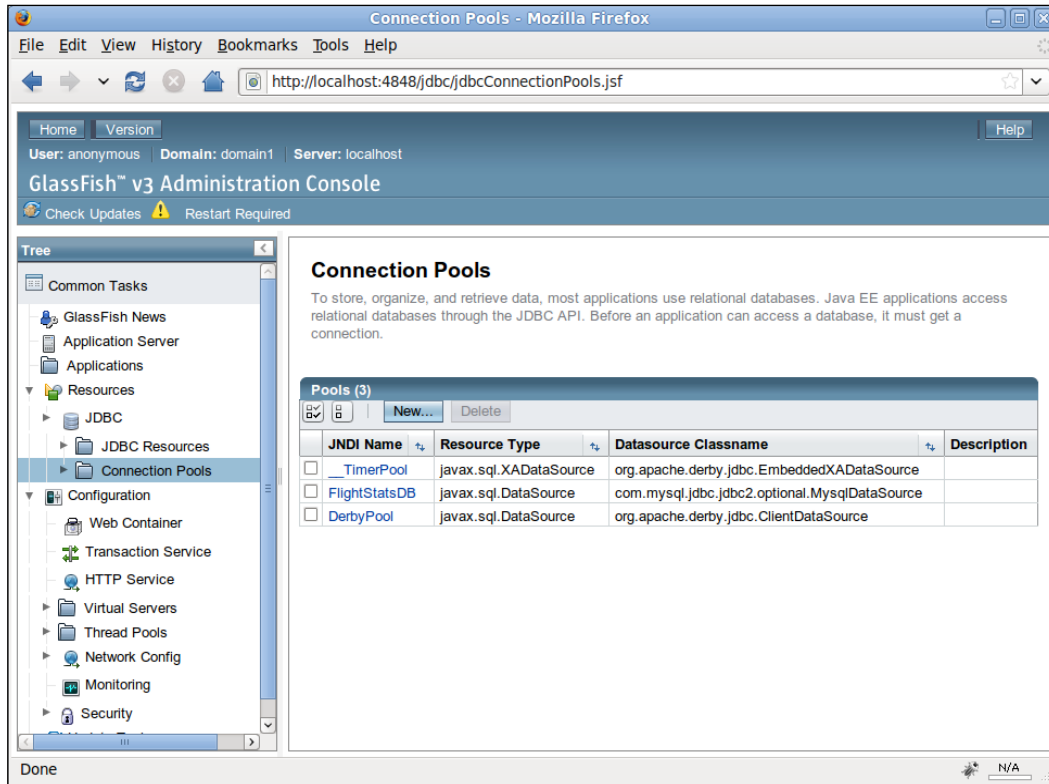 Connection Pools - Mozilla Firefox
File Edit View History Bookmarks Tools Help
http://localhost:4848/jdbc/jdbcConnectionPools.jsf
Home Version Help
User: anonymous Domain: domain1 Server: localhost
GlassFish™ v3 Administration Console
Check Updates Restart Required
Tree
Common Tasks
GlassFish News
Application Server
Applications
Resources
JDBC
JDBC Resources
Connection Pools
Configuration
Web Container
Transaction Service
HTTP Service
Virtual Servers
Thread Pools
Network Config
Monitoring
Security
Connection Pools
To store, organize, and retrieve data, most applications use relational databases. Java EE applications access
relational databases through the JDBC API. Before an application can access a database, it must get a
connection.
Pools (3)
New... Delete
JNDI Name Resource Type Datasource Classname Description
__TimerPool javax.sql.XADataSource org.apache.derby.jdbc.EmbeddedXADataSource
FlightStatsDB javax.sql.DataSource com.mysql.jdbc.jdbc2.optional.MysqlDataSource
DerbyPool javax.sql.DataSource org.apache.derby.jdbc.ClientDataSource
Done N/A